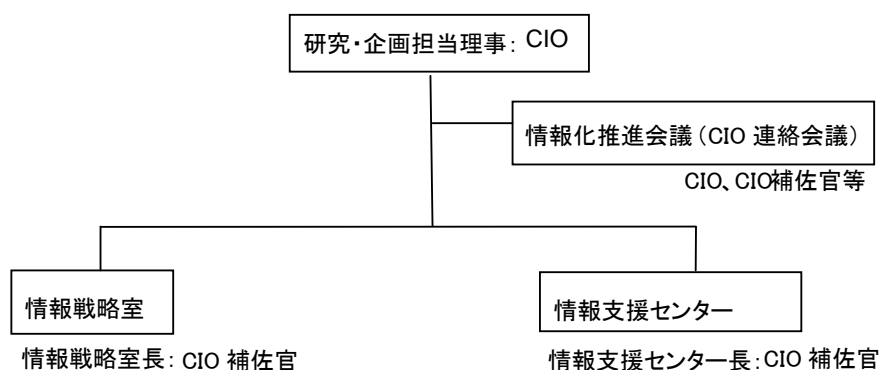 研究・企画担当理事： CIO
情報化推進会議（CIO 連絡会議）
CIO、CIO補佐官等
情報戦略室
情報戦略室長： CIO 補佐官
情報支援センター
情報支援センター長：CIO 補佐官